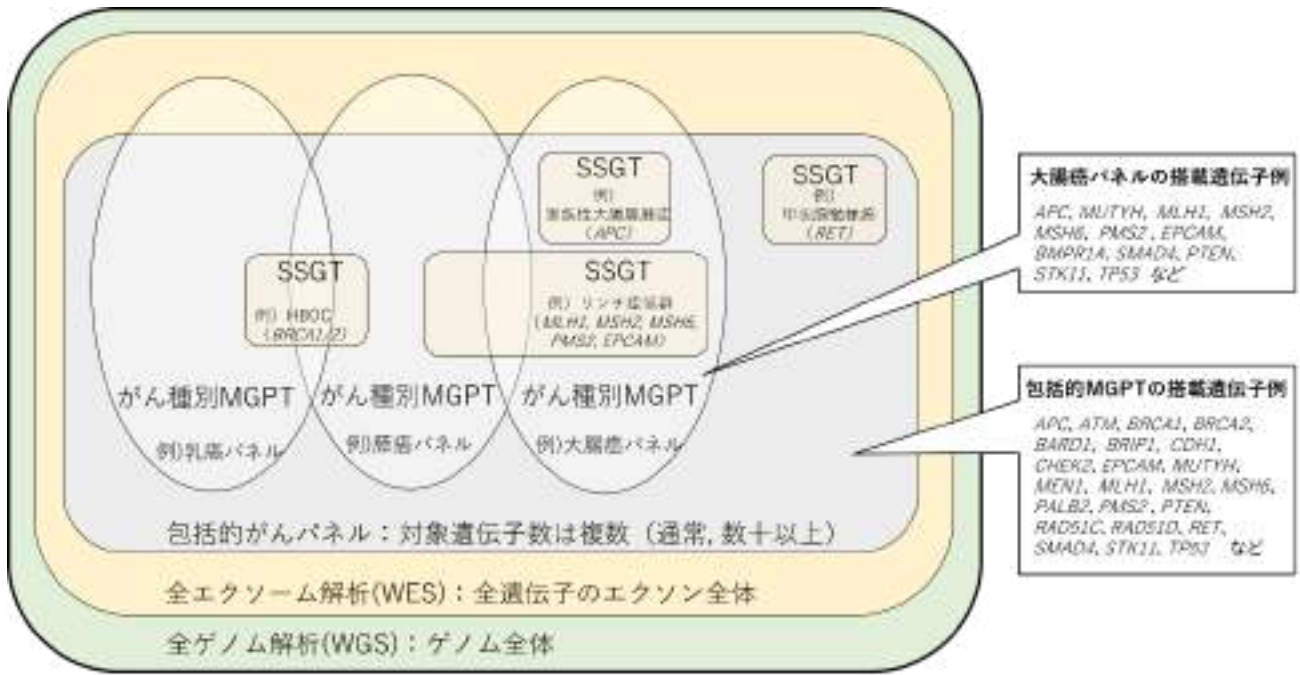 SSGT
例)
家族性大腸腺腫症
(APC)
SSGT
例)
甲状腺髄様癌
(RET)
SSGT
例) HBOC
(BRCA1/2)
SSGT
例) リンチ症候群
(MLH1, MSH2, MSH6,
PMS2, EPCAM)
がん種別MGPT
例)乳癌パネル
がん種別MGPT
例)膵癌パネル
がん種別MGPT
例)大腸癌パネル
包括的がんパネル：対象遺伝子数は複数（通常, 数十以上）
全エクソーム解析(WES)：全遺伝子のエクソン全体
全ゲノム解析(WGS)：ゲノム全体
大腸癌パネルの搭載遺伝子例
APC, MUTYH, MLH1, MSH2,
MSH6, PMS2, EPCAM,
BMPR1A, SMAD4, PTEN,
STK11, TP53 など
包括的MGPTの搭載遺伝子例
APC, ATM, BRCA1, BRCA2,
BARD1, BRIP1, CDH1,
CHEK2, EPCAM, MUTYH,
MEN1, MLH1, MSH2, MSH6,
PALB2, PMS2, PTEN,
RAD51C, RAD51D, RET,
SMAD4, STK11, TP53 など